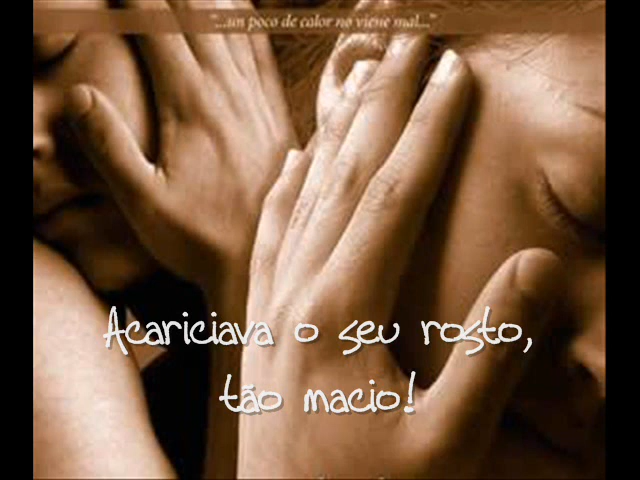 "...un poco de calor no viene mal..."
Acariciava o seu rosto,
tão macio!